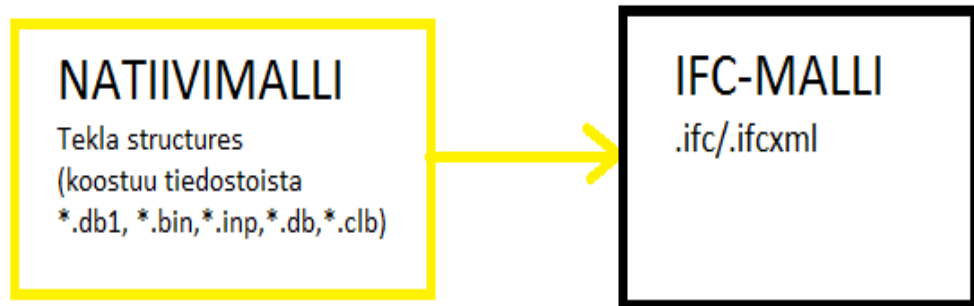 NATIIVIMALLI
Tekla structures
(koostuu tiedostoista
*.db1, *.bin,*.inp,*.db,*.clb)
IFC-MALLI
.ifc/.ifcxml